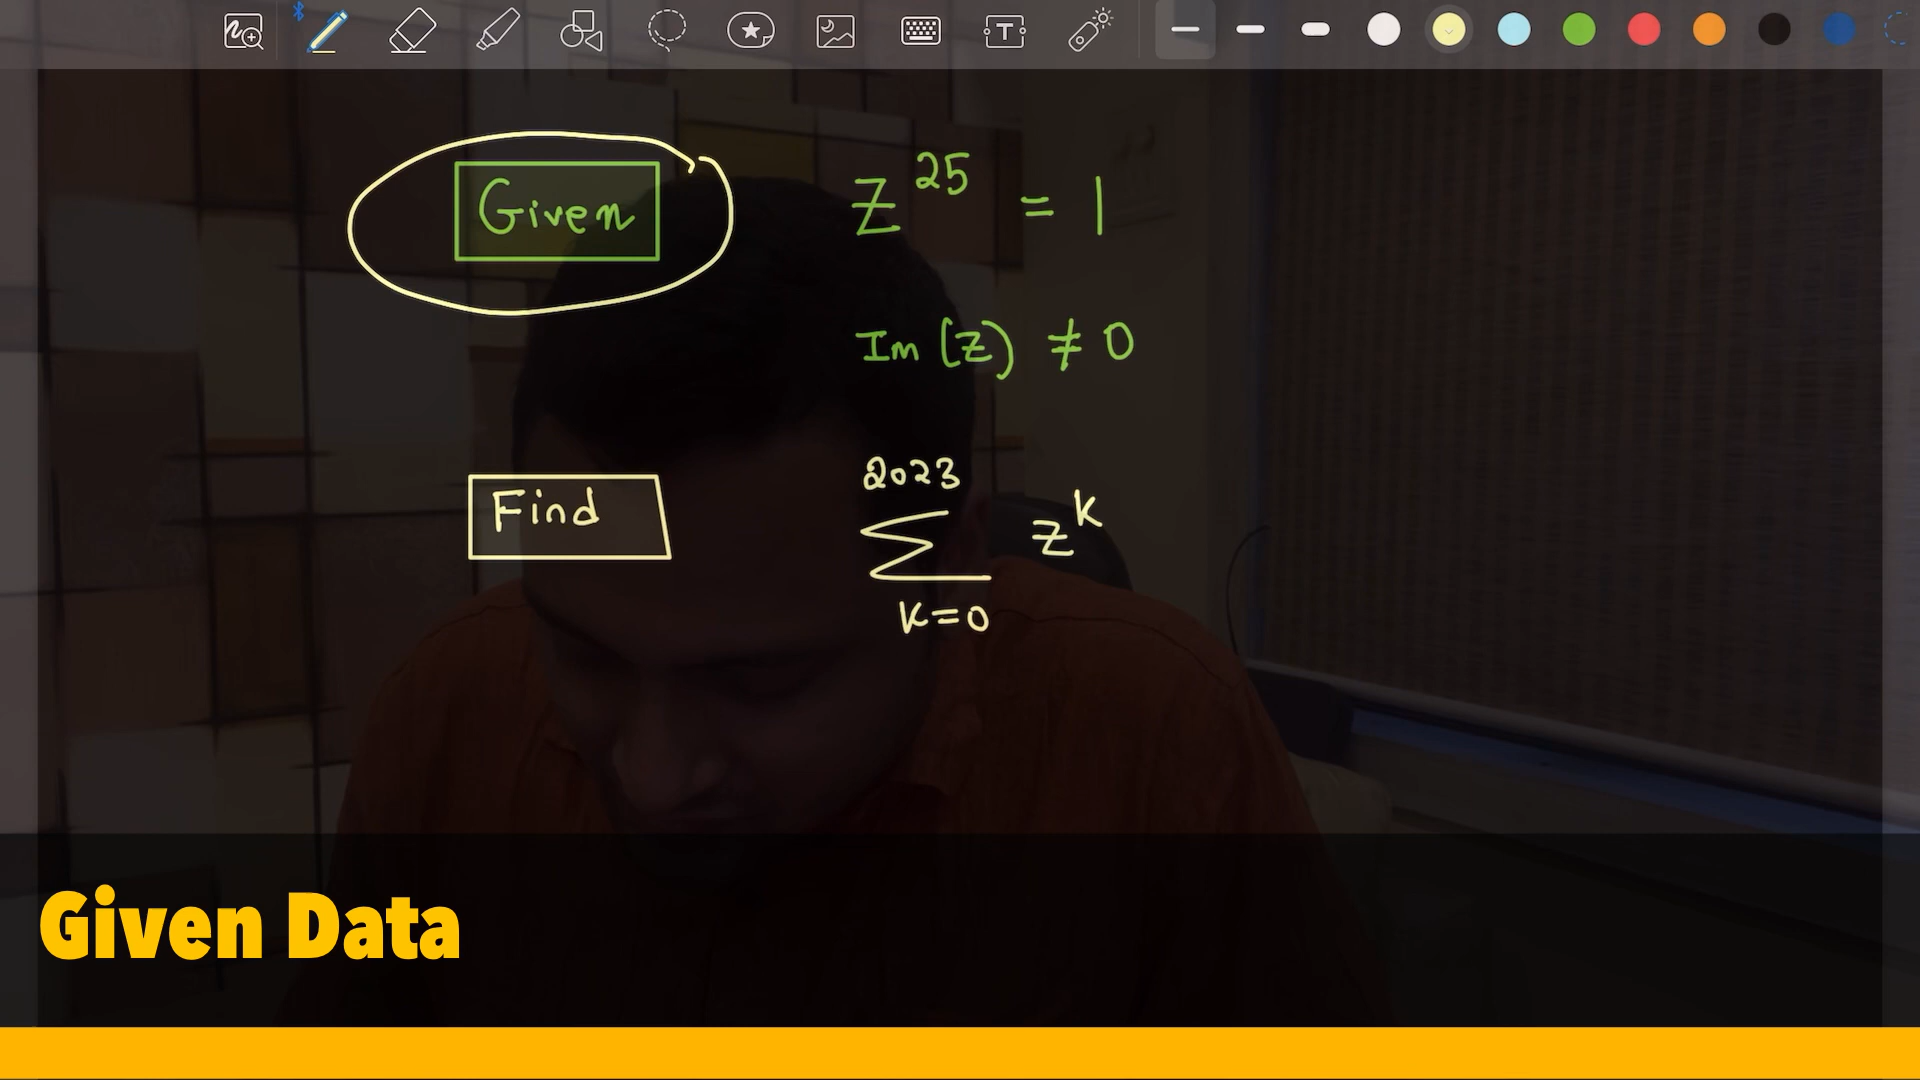 Given
Z^25 = 1
Im (Z) ≠ 0
Find
2023
∑ z^k
K=0
Given Data